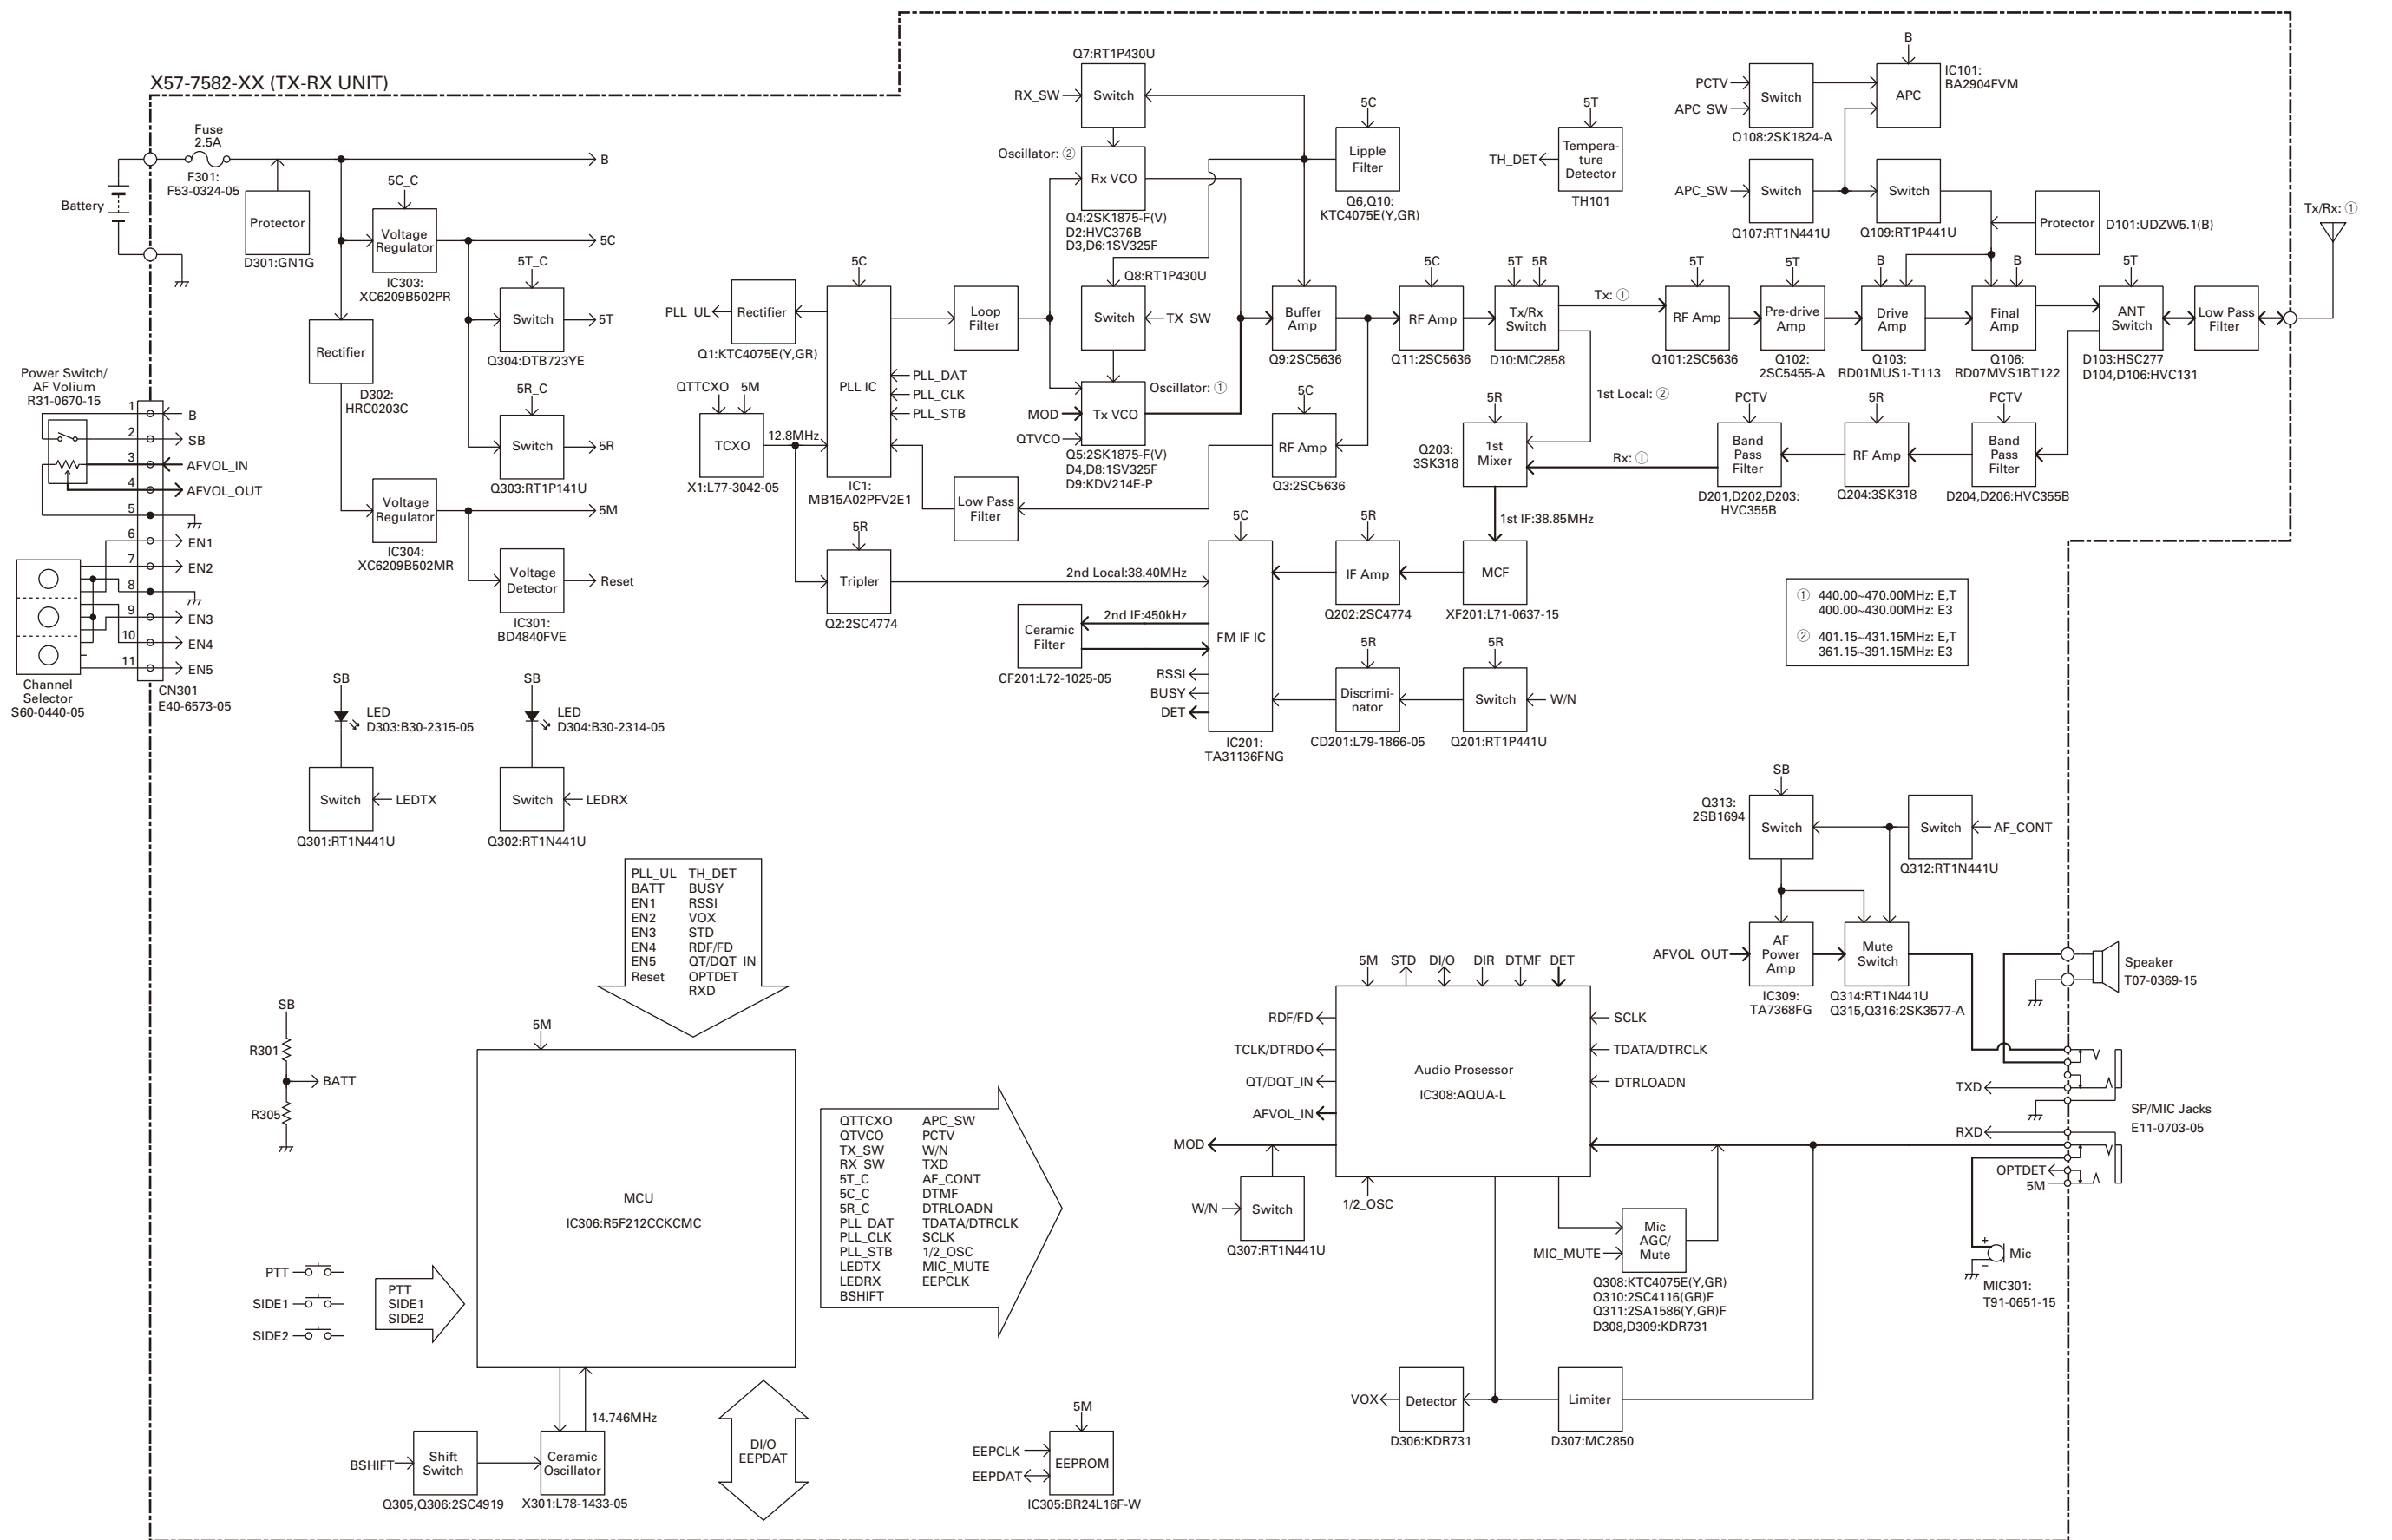 X57-7582-XX (TX-RX UNIT)
Fuse
2.5A
F301:
F53-0324-05
B
Battery
Protector
D301:GN1G
5C_C
Voltage
Regulator
5C
IC303:
XC6209B502PR
5T_C
Switch
5T
Q304:DTB723YE
Rectifier
D302:
HRC0203C
5R_C
Switch
5R
Q303:RT1P141U
Voltage
Regulator
5M
IC304:
XC6209B502MR
Voltage
Detector
Reset
IC301:
BD4840FVE
Power Switch/
AF Volium
R31-0670-15
1
B
2
SB
3
AFVOL_IN
4
AFVOL_OUT
5
6
EN1
7
EN2
8
9
EN3
10
EN4
11
EN5
Channel
Selector
S60-0440-05
CN301
E40-6573-05
SB
LED
D303:B30-2315-05
Switch
LEDTX
Q301:RT1N441U
SB
LED
D304:B30-2314-05
Switch
LEDRX
Q302:RT1N441U
Q7:RT1P430U
RX_SW
Switch
Oscillator: ②
Rx VCO
Q4:2SK1875-F(V)
D2:HVC376B
D3,D6:1SV325F
5C
Lipple
Filter
Q6,Q10:
KTC4075E(Y,GR)
Q8:RT1P430U
Switch
TX_SW
Oscillator: ①
MOD
QTVCO
Tx VCO
Q5:2SK1875-F(V)
D4,D8:1SV325F
D9:KDV214E-P
PLL_UL
Rectifier
Q1:KTC4075E(Y,GR)
5C
PLL IC
PLL_DAT
PLL_CLK
PLL_STB
IC1:
MB15A02PFV2E1
QTTCXO
5M
TCXO
12.8MHz
X1:L77-3042-05
Loop
Filter
Low Pass
Filter
5R
Tripler
Q2:2SC4774
2nd Local:38.40MHz
Buffer
Amp
Q9:2SC5636
5C
RF Amp
Q3:2SC5636
5C
RF Amp
Q11:2SC5636
5T
5R
Tx/Rx
Switch
D10:MC2858
Tx: ①
1st Local: ②
5T
TH_DET
Tempera-
ture
Detector
TH101
PCTV
APC_SW
Switch
Q108:2SK1824-A
B
APC
IC101:
BA2904FVM
APC_SW
Switch
Q107:RT1N441U
Switch
Q109:RT1P441U
Protector
D101:UDZW5.1(B)
Tx/Rx: ①
5T
RF Amp
Q101:2SC5636
5T
Pre-drive
Amp
Q102:
2SC5455-A
B
Drive
Amp
Q103:
RD01MUS1-T113
B
Final
Amp
Q106:
RD07MVS1BT122
5T
ANT
Switch
D103:HSC277
D104,D106:HVC131
Low Pass
Filter
5R
Q203:
3SK318
1st
Mixer
Rx: ①
PCTV
Band
Pass
Filter
D201,D202,D203:
HVC355B
5R
RF Amp
Q204:3SK318
PCTV
Band
Pass
Filter
D204,D206:HVC355B
1st IF:38.85MHz
MCF
XF201:L71-0637-15
5R
IF Amp
Q202:2SC4774
5C
FM IF IC
IC201:
TA31136FNG
2nd IF:450kHz
Ceramic
Filter
CF201:L72-1025-05
RSSI
BUSY
DET
5R
Discrimi-
nator
CD201:L79-1866-05
5R
Switch
W/N
Q201:RT1P441U
① 440.00~470.00MHz: E,T
400.00~430.00MHz: E3
② 401.15~431.15MHz: E,T
361.15~391.15MHz: E3
SB
Q313:
2SB1694
Switch
Switch
AF_CONT
Q312:RT1N441U
AFVOL_OUT
AF
Power
Amp
IC309:
TA7368FG
Mute
Switch
Q314:RT1N441U
Q315,Q316:2SK3577-A
Speaker
T07-0369-15
TXD
SP/MIC Jacks
E11-0703-05
RXD
OPTDET
5M
Mic
+
−
MIC301:
T91-0651-15
PLL_UL TH_DET
BATT BUSY
EN1 RSSI
EN2 VOX
EN3 STD
EN4 RDF/FD
EN5 QT/DQT_IN
Reset OPTDET
RXD
SB
R301
BATT
R305
5M
MCU
IC306:R5F212CCKCMC
PTT
SIDE1
SIDE2
PTT
SIDE1
SIDE2
QTTCXO APC_SW
QTVCO PCTV
TX_SW W/N
RX_SW TXD
5T_C AF_CONT
5C_C DTMF
5R_C DTRLOADN
PLL_DAT TDATA/DTRCLK
PLL_CLK SCLK
PLL_STB 1/2_OSC
LEDTX MIC_MUTE
LEDRX EEPCLK
BSHIFT
14.746MHz
BSHIFT
Shift
Switch
Q305,Q306:2SC4919
Ceramic
Oscillator
X301:L78-1433-05
DI/O
EEPDAT
5M
EEPCLK
EEPDAT
EEPROM
IC305:BR24L16F-W
5M STD DI/O DIR DTMF DET
RDF/FD
TCLK/DTRDO
QT/DQT_IN
AFVOL_IN
MOD
Audio Prosessor
IC308:AQUA-L
SCLK
TDATA/DTRCLK
DTRLOADN
1/2_OSC
W/N
Switch
Q307:RT1N441U
MIC_MUTE
Mic
AGC/
Mute
Q308:KTC4075E(Y,GR)
Q310:2SC4116(GR)F
Q311:2SA1586(Y,GR)F
D308,D309:KDR731
VOX
Detector
D306:KDR731
Limiter
D307:MC2850